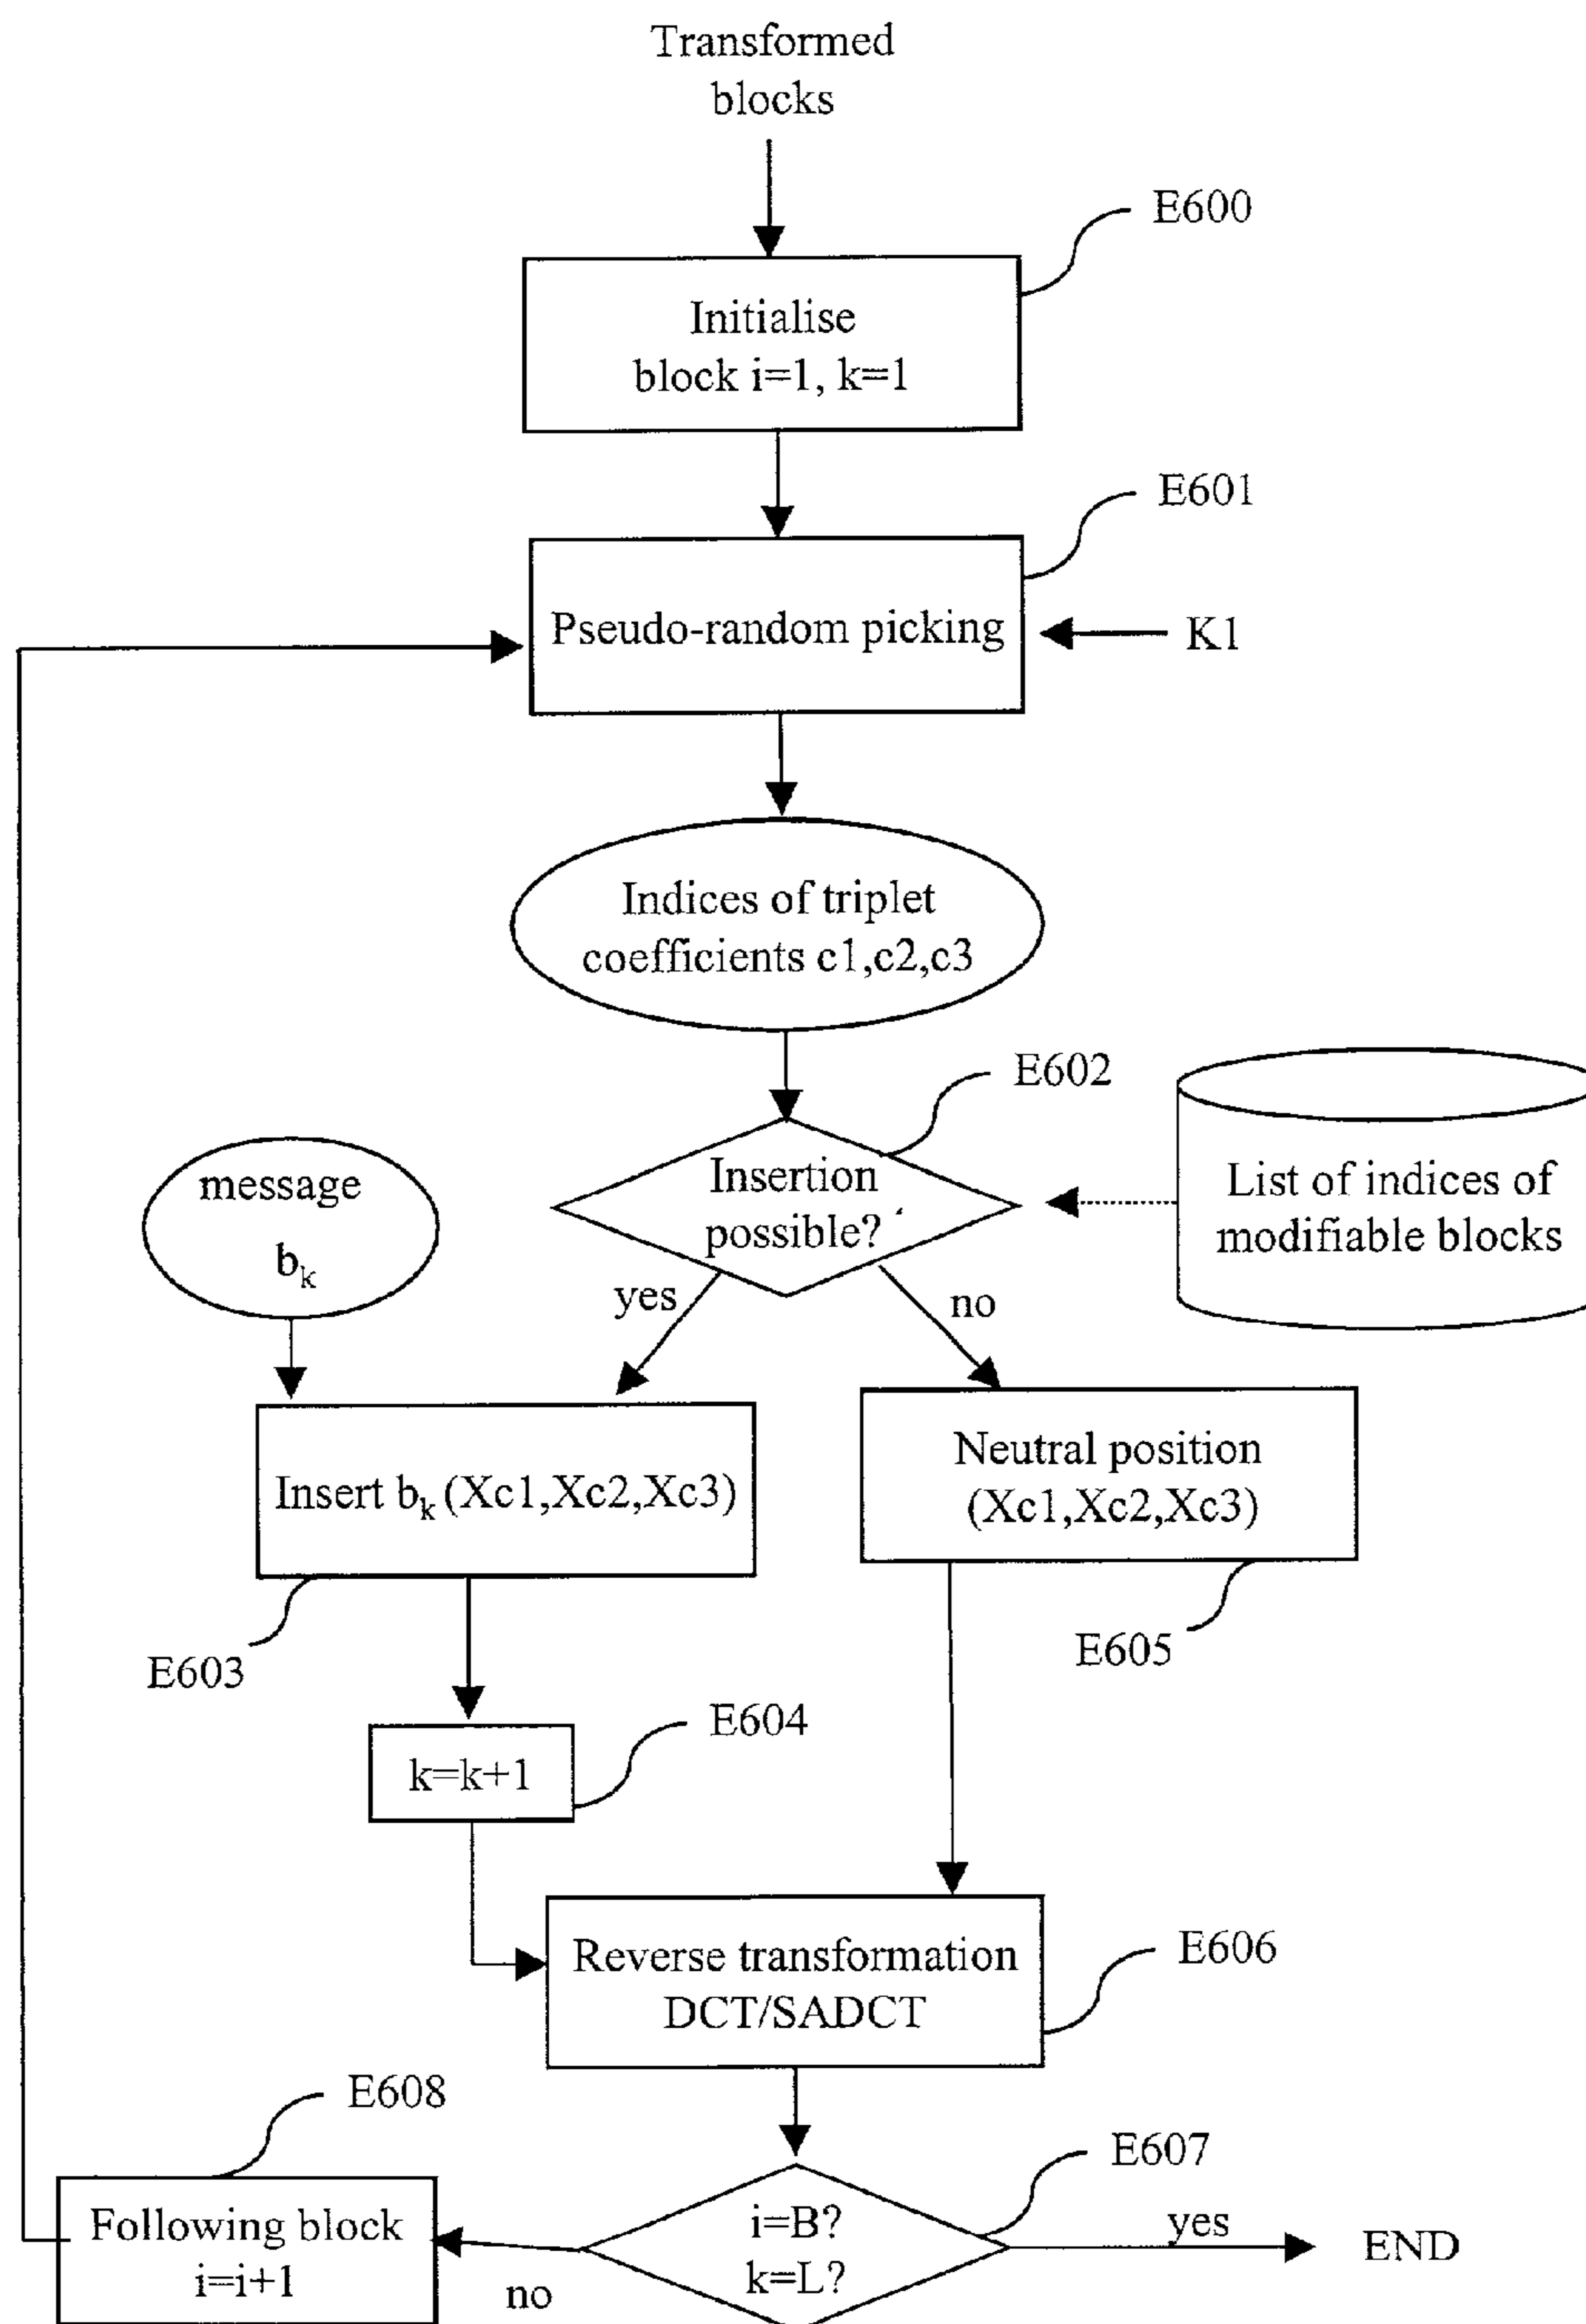 Transformed
blocks
E600
Initialise
block i=1, k=1
E601
Pseudo-random picking
K1
Indices of triplet
coefficients c1,c2,c3
E602
Insertion
possible?
List of indices of
modifiable blocks
message
b_k
yes
no
Insert b_k (Xc1,Xc2,Xc3)
Neutral position
(Xc1,Xc2,Xc3)
E603
E605
E604
k=k+1
Reverse transformation
DCT/SADCT
E606
E608
E607
Following block
i=i+1
i=B?
k=L?
yes
END
no